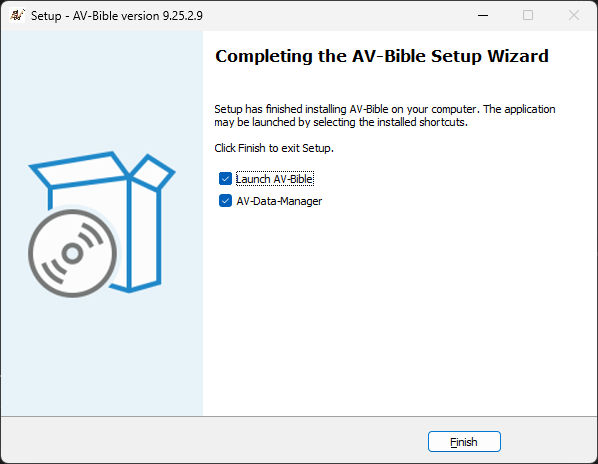 Setup - AV-Bible version 9.25.2.9
Completing the AV-Bible Setup Wizard
Setup has finished installing AV-Bible on your computer. The application
may be launched by selecting the installed shortcuts.
Click Finish to exit Setup.
Launch AV-Bible
AV-Data-Manager
Finish